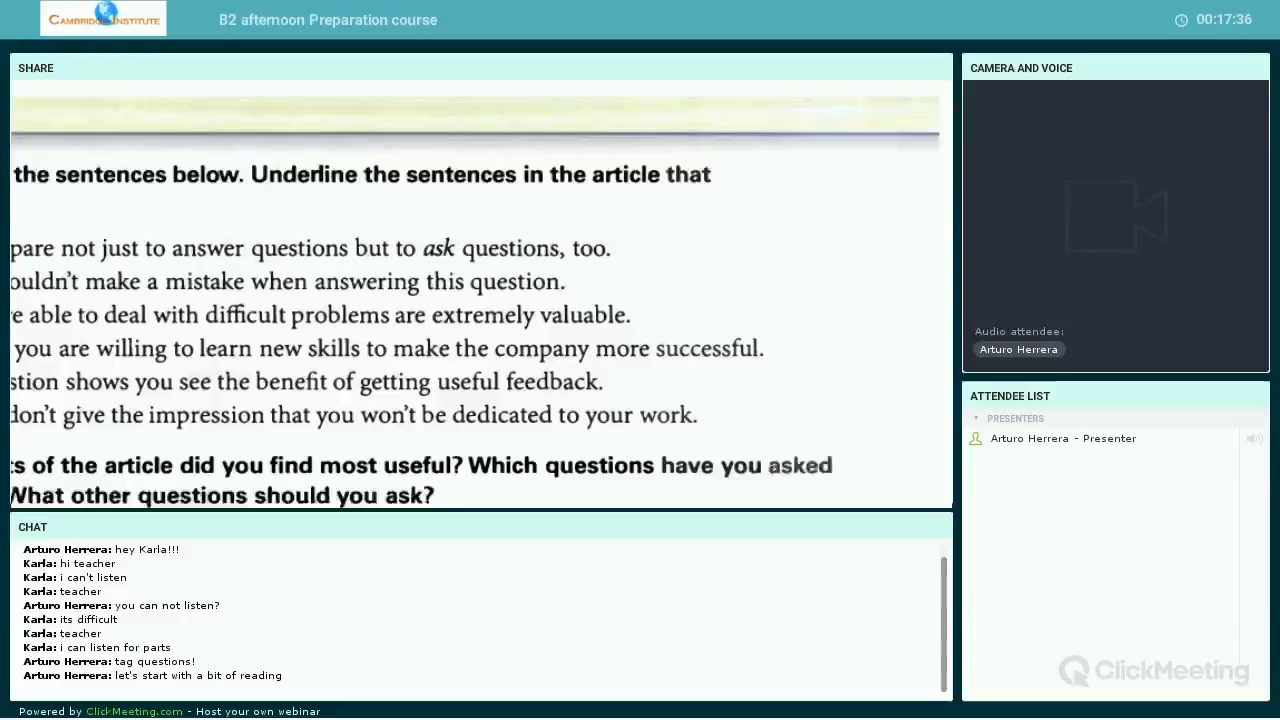 CAMBRIDGE INSTITUTE
B2 afternoon Preparation course
00:17:36
SHARE
the sentences below. Underline the sentences in the article that
pare not just to answer questions but to ask questions, too.
ouldn't make a mistake when answering this question.
e able to deal with difficult problems are extremely valuable.
you are willing to learn new skills to make the company more successful.
stion shows you see the benefit of getting useful feedback.
don't give the impression that you won't be dedicated to your work.
ts of the article did you find most useful? Which questions have you asked
What other questions should you ask?
CHAT
Arturo Herrera: hey Karla!!!
Karla: hi teacher
Karla: i can't listen
Karla: teacher
Arturo Herrera: you can not listen?
Karla: its difficult
Karla: teacher
Karla: i can listen for parts
Arturo Herrera: tag questions!
Arturo Herrera: let's start with a bit of reading
CAMERA AND VOICE
Audio attendee:
Arturo Herrera
ATTENDEE LIST
PRESENTERS
Arturo Herrera - Presenter
ClickMeeting
Powered by ClickMeeting.com - Host your own webinar